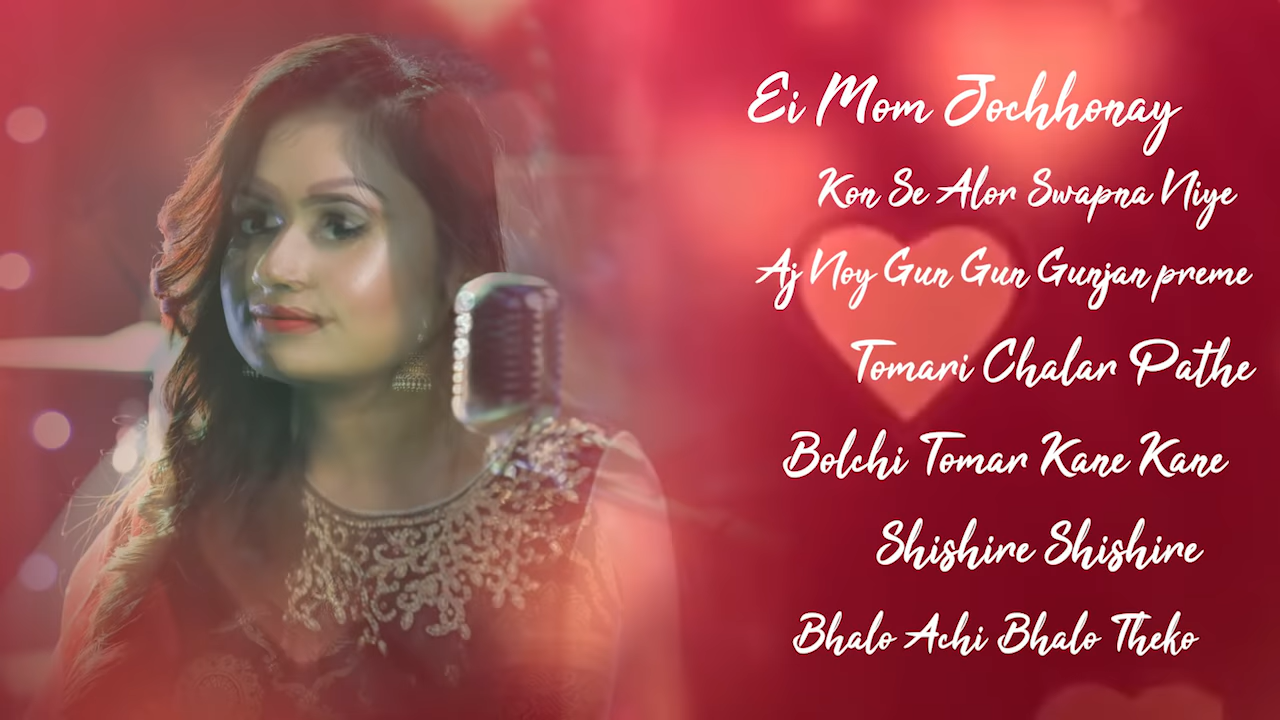 Ei Mom Jochhonay
Kon Se Alor Swapna Niye
Aj Noy Gun Gun Gunjan preme
Tomari Chalar Pathe
Bolchi Tomar Kane Kane
Shishire Shishire
Bhalo Achi Bhalo Theko